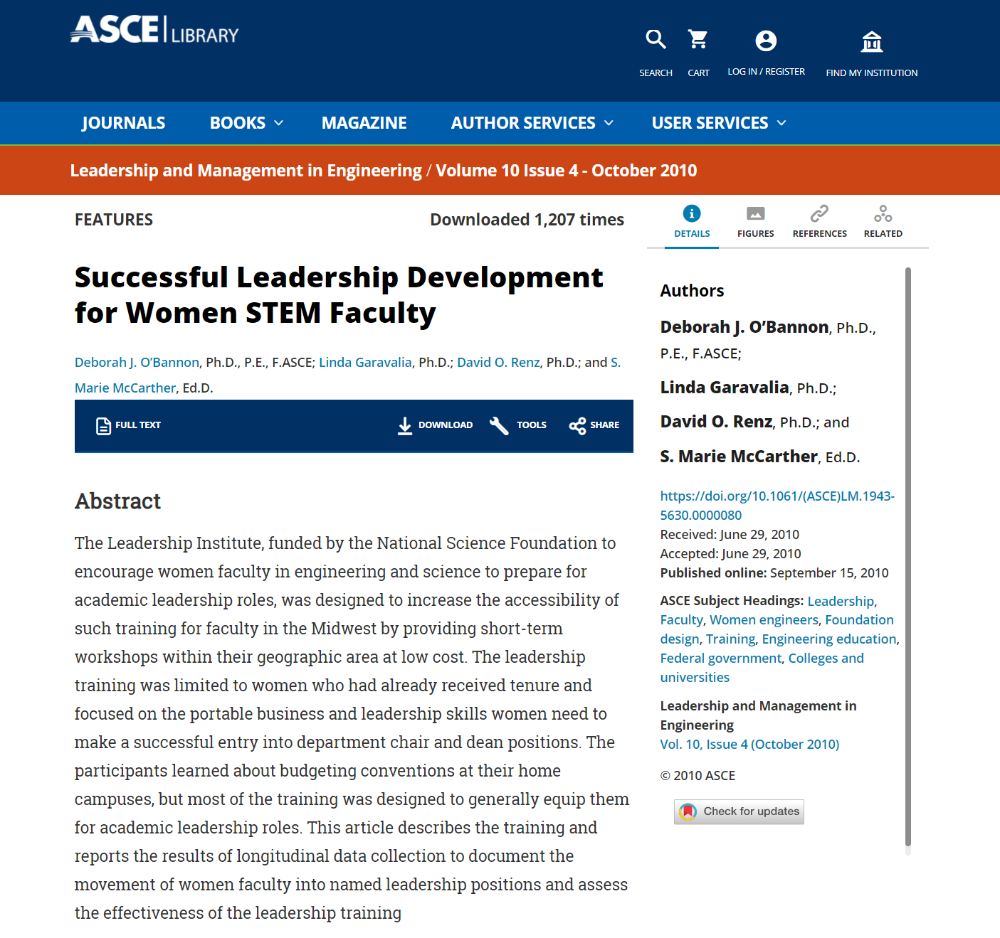 ASCE LIBRARY
SEARCH
CART
LOG IN / REGISTER
FIND MY INSTITUTION
JOURNALS
BOOKS
MAGAZINE
AUTHOR SERVICES
USER SERVICES
Leadership and Management in Engineering / Volume 10 Issue 4 - October 2010
FEATURES
Downloaded 1,207 times
Successful Leadership Development
for Women STEM Faculty
Deborah J. O’Bannon, Ph.D., P.E., F.ASCE; Linda Garavalia, Ph.D.; David O. Renz, Ph.D.; and S.
Marie McCarther, Ed.D.
FULL TEXT
DOWNLOAD
TOOLS
SHARE
Abstract
The Leadership Institute, funded by the National Science Foundation to
encourage women faculty in engineering and science to prepare for
academic leadership roles, was designed to increase the accessibility of
such training for faculty in the Midwest by providing short-term
workshops within their geographic area at low cost. The leadership
training was limited to women who had already received tenure and
focused on the portable business and leadership skills women need to
make a successful entry into department chair and dean positions. The
participants learned about budgeting conventions at their home
campuses, but most of the training was designed to generally equip them
for academic leadership roles. This article describes the training and
reports the results of longitudinal data collection to document the
movement of women faculty into named leadership positions and assess
the effectiveness of the leadership training
DETAILS
FIGURES
REFERENCES
RELATED
Authors
Deborah J. O’Bannon, Ph.D.,
P.E., F.ASCE;
Linda Garavalia, Ph.D.;
David O. Renz, Ph.D.; and
S. Marie McCarther, Ed.D.
https://doi.org/10.1061/(ASCE)LM.1943-
5630.0000080
Received: June 29, 2010
Accepted: June 29, 2010
Published online: September 15, 2010
ASCE Subject Headings: Leadership,
Faculty, Women engineers, Foundation
design, Training, Engineering education,
Federal government, Colleges and
universities
Leadership and Management in
Engineering
Vol. 10, Issue 4 (October 2010)
© 2010 ASCE
Check for updates